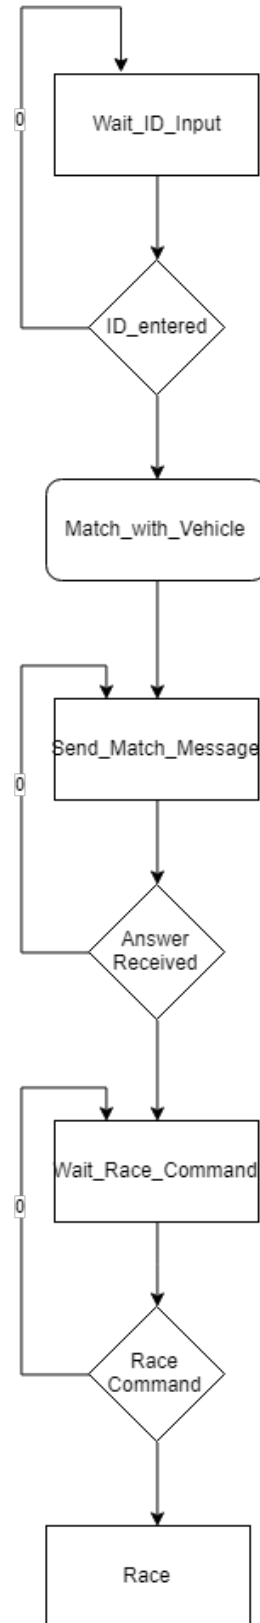 0
Wait_ID_Input
ID_entered
Match_with_Vehicle
0
Send_Match_Message
Answer
Received
0
Wait_Race_Command
Race
Command
Race